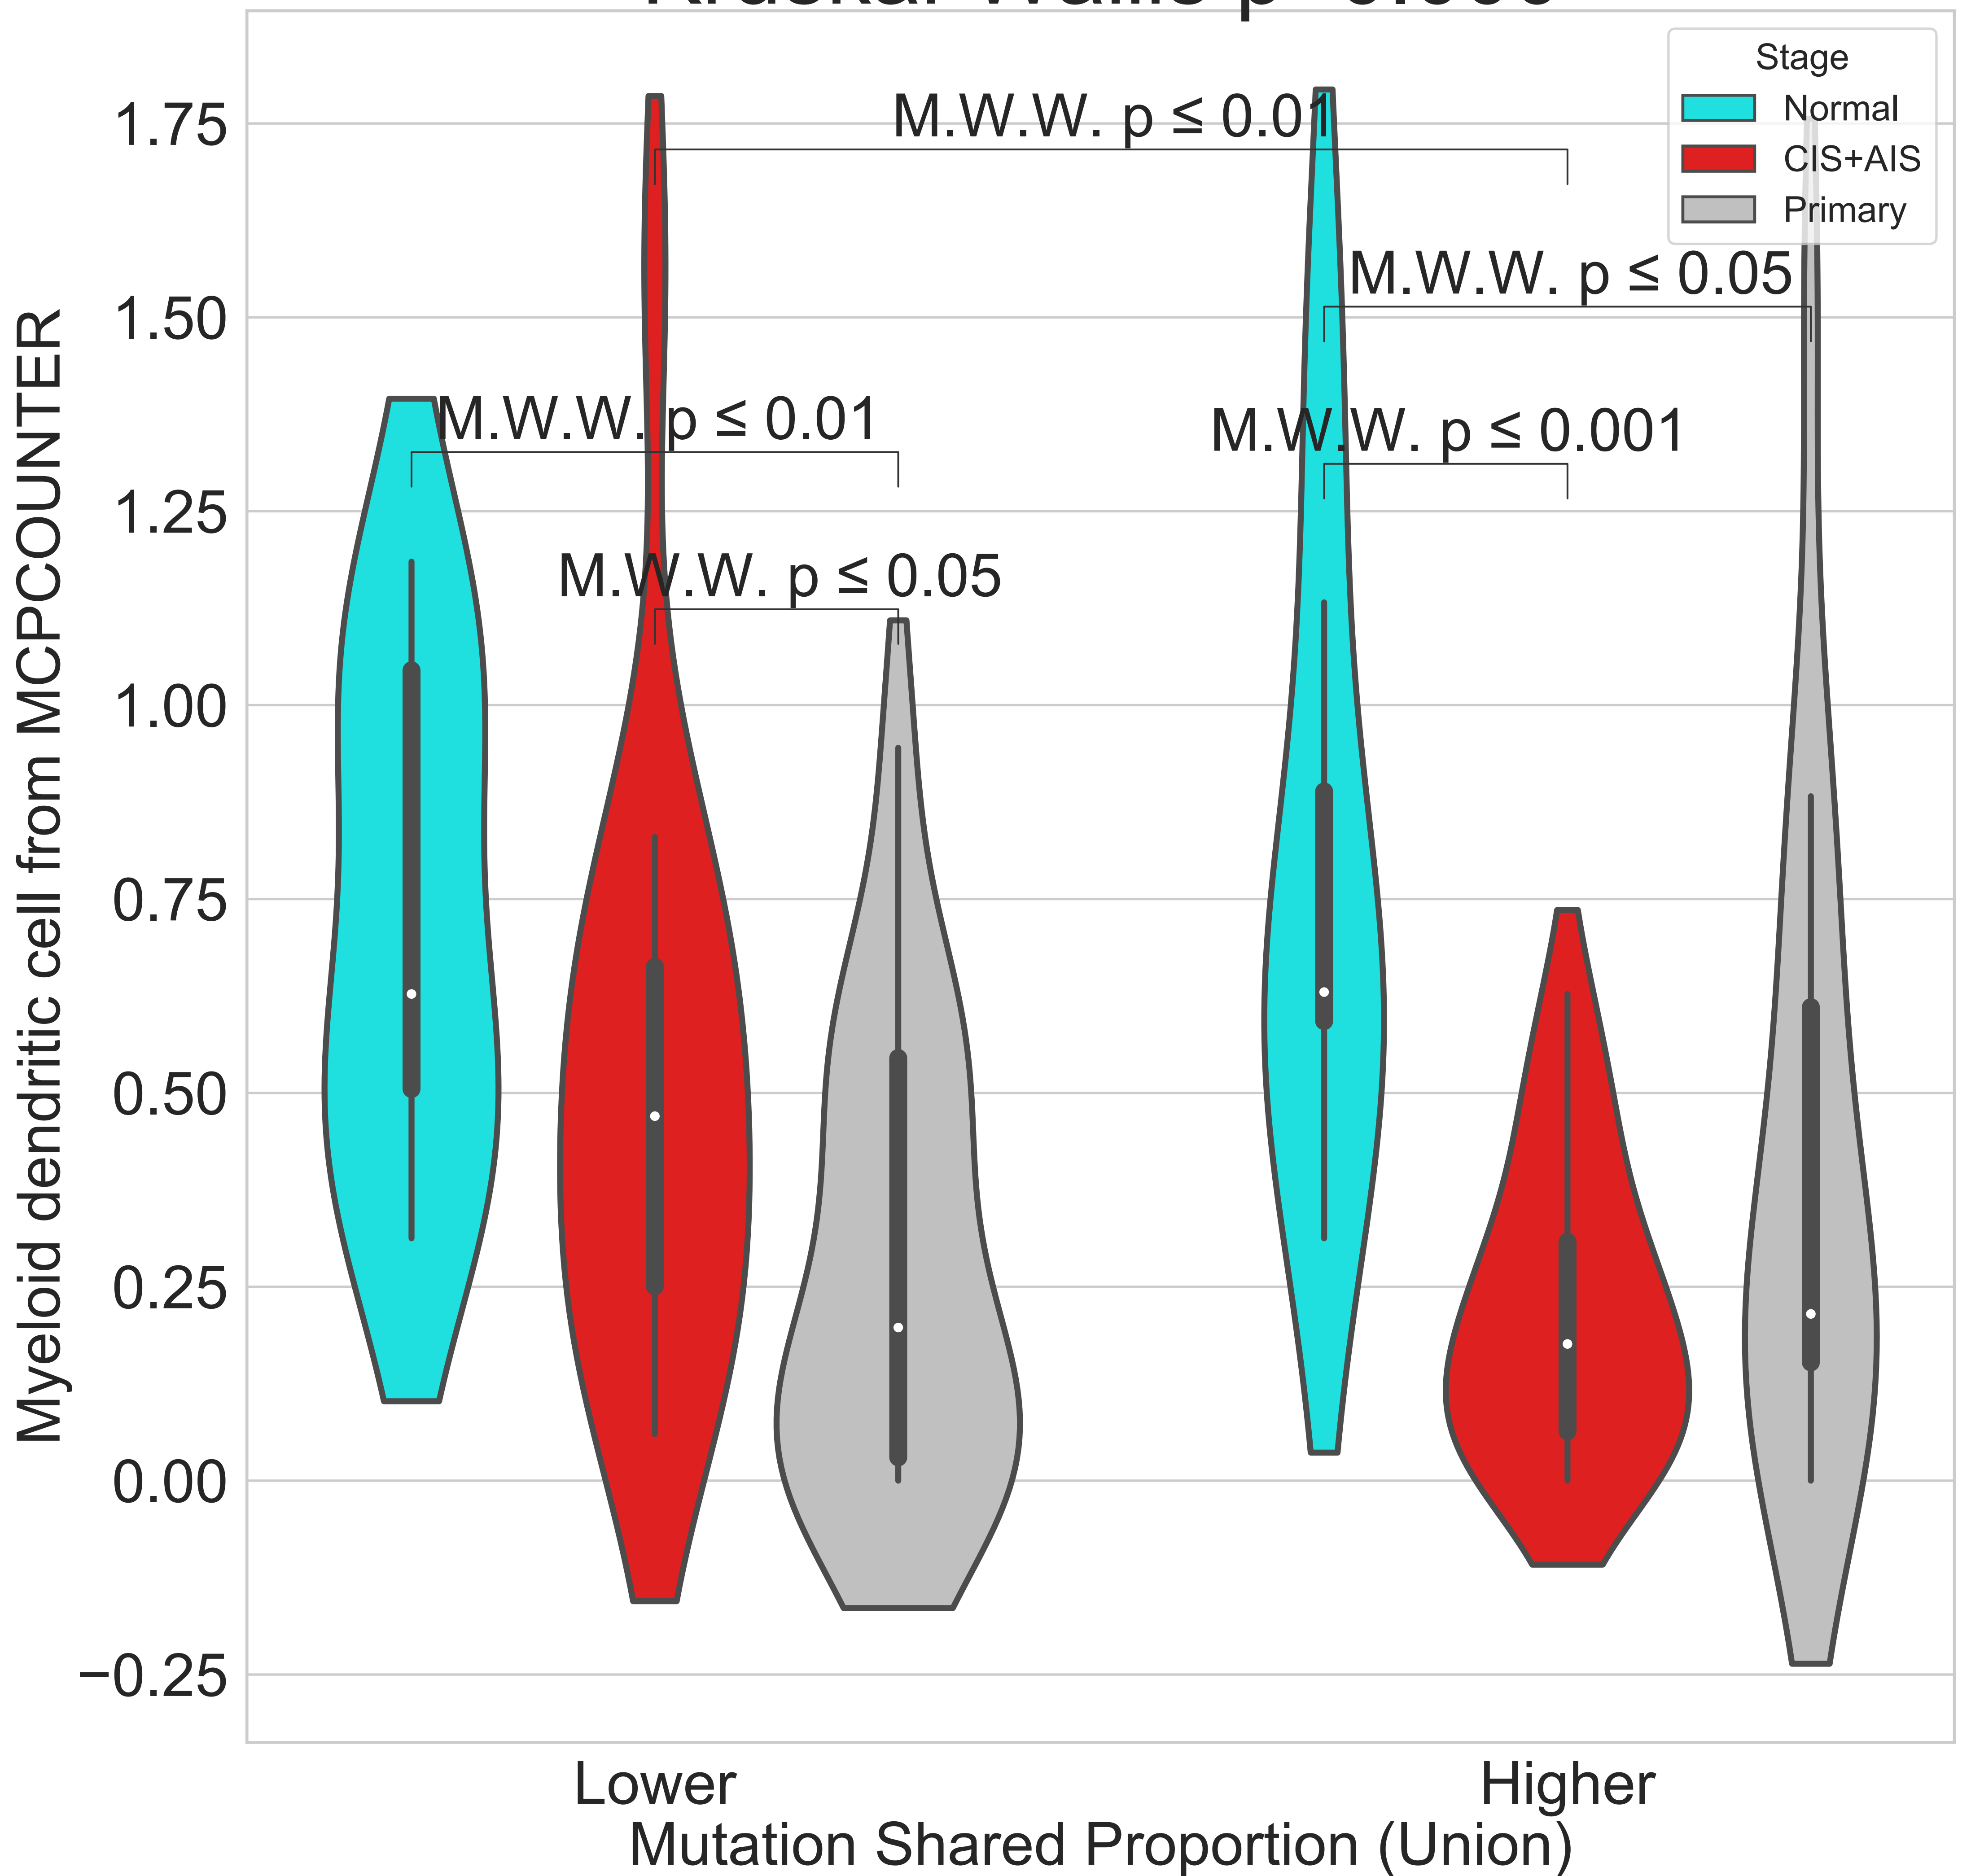 Stage
Normal
CIS+AIS
Primary
M.W.W. p ≤ 0.01
M.W.W. p ≤ 0.05
M.W.W. p ≤ 0.01
M.W.W. p ≤ 0.001
M.W.W. p ≤ 0.05
1.75
1.50
1.25
1.00
0.75
0.50
0.25
0.00
−0.25
Myeloid dendritic cell from MCPCOUNTER
Lower
Higher
Mutation Shared Proportion (Union)